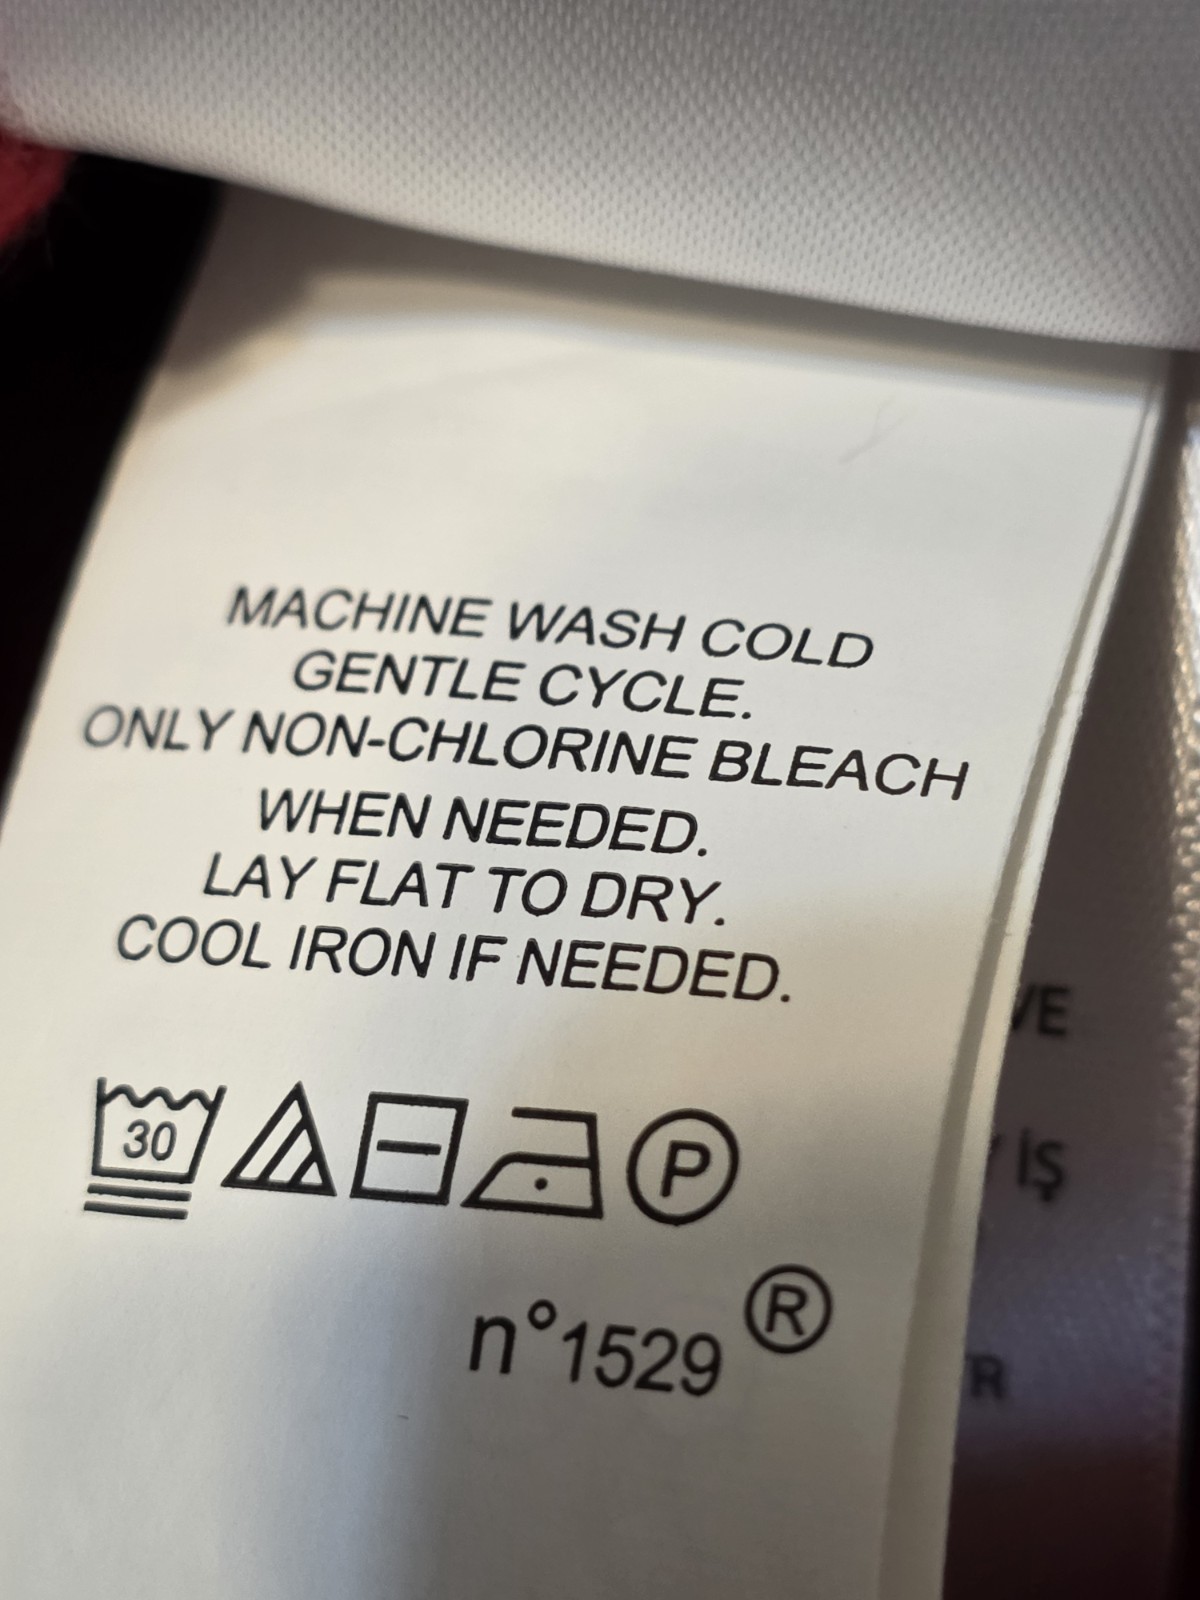 MACHINE WASH COLD
GENTLE CYCLE.
ONLY NON-CHLORINE BLEACH
WHEN NEEDED.
LAY FLAT TO DRY.
COOL IRON IF NEEDED.
30
P
n°1529 ®
İŞ